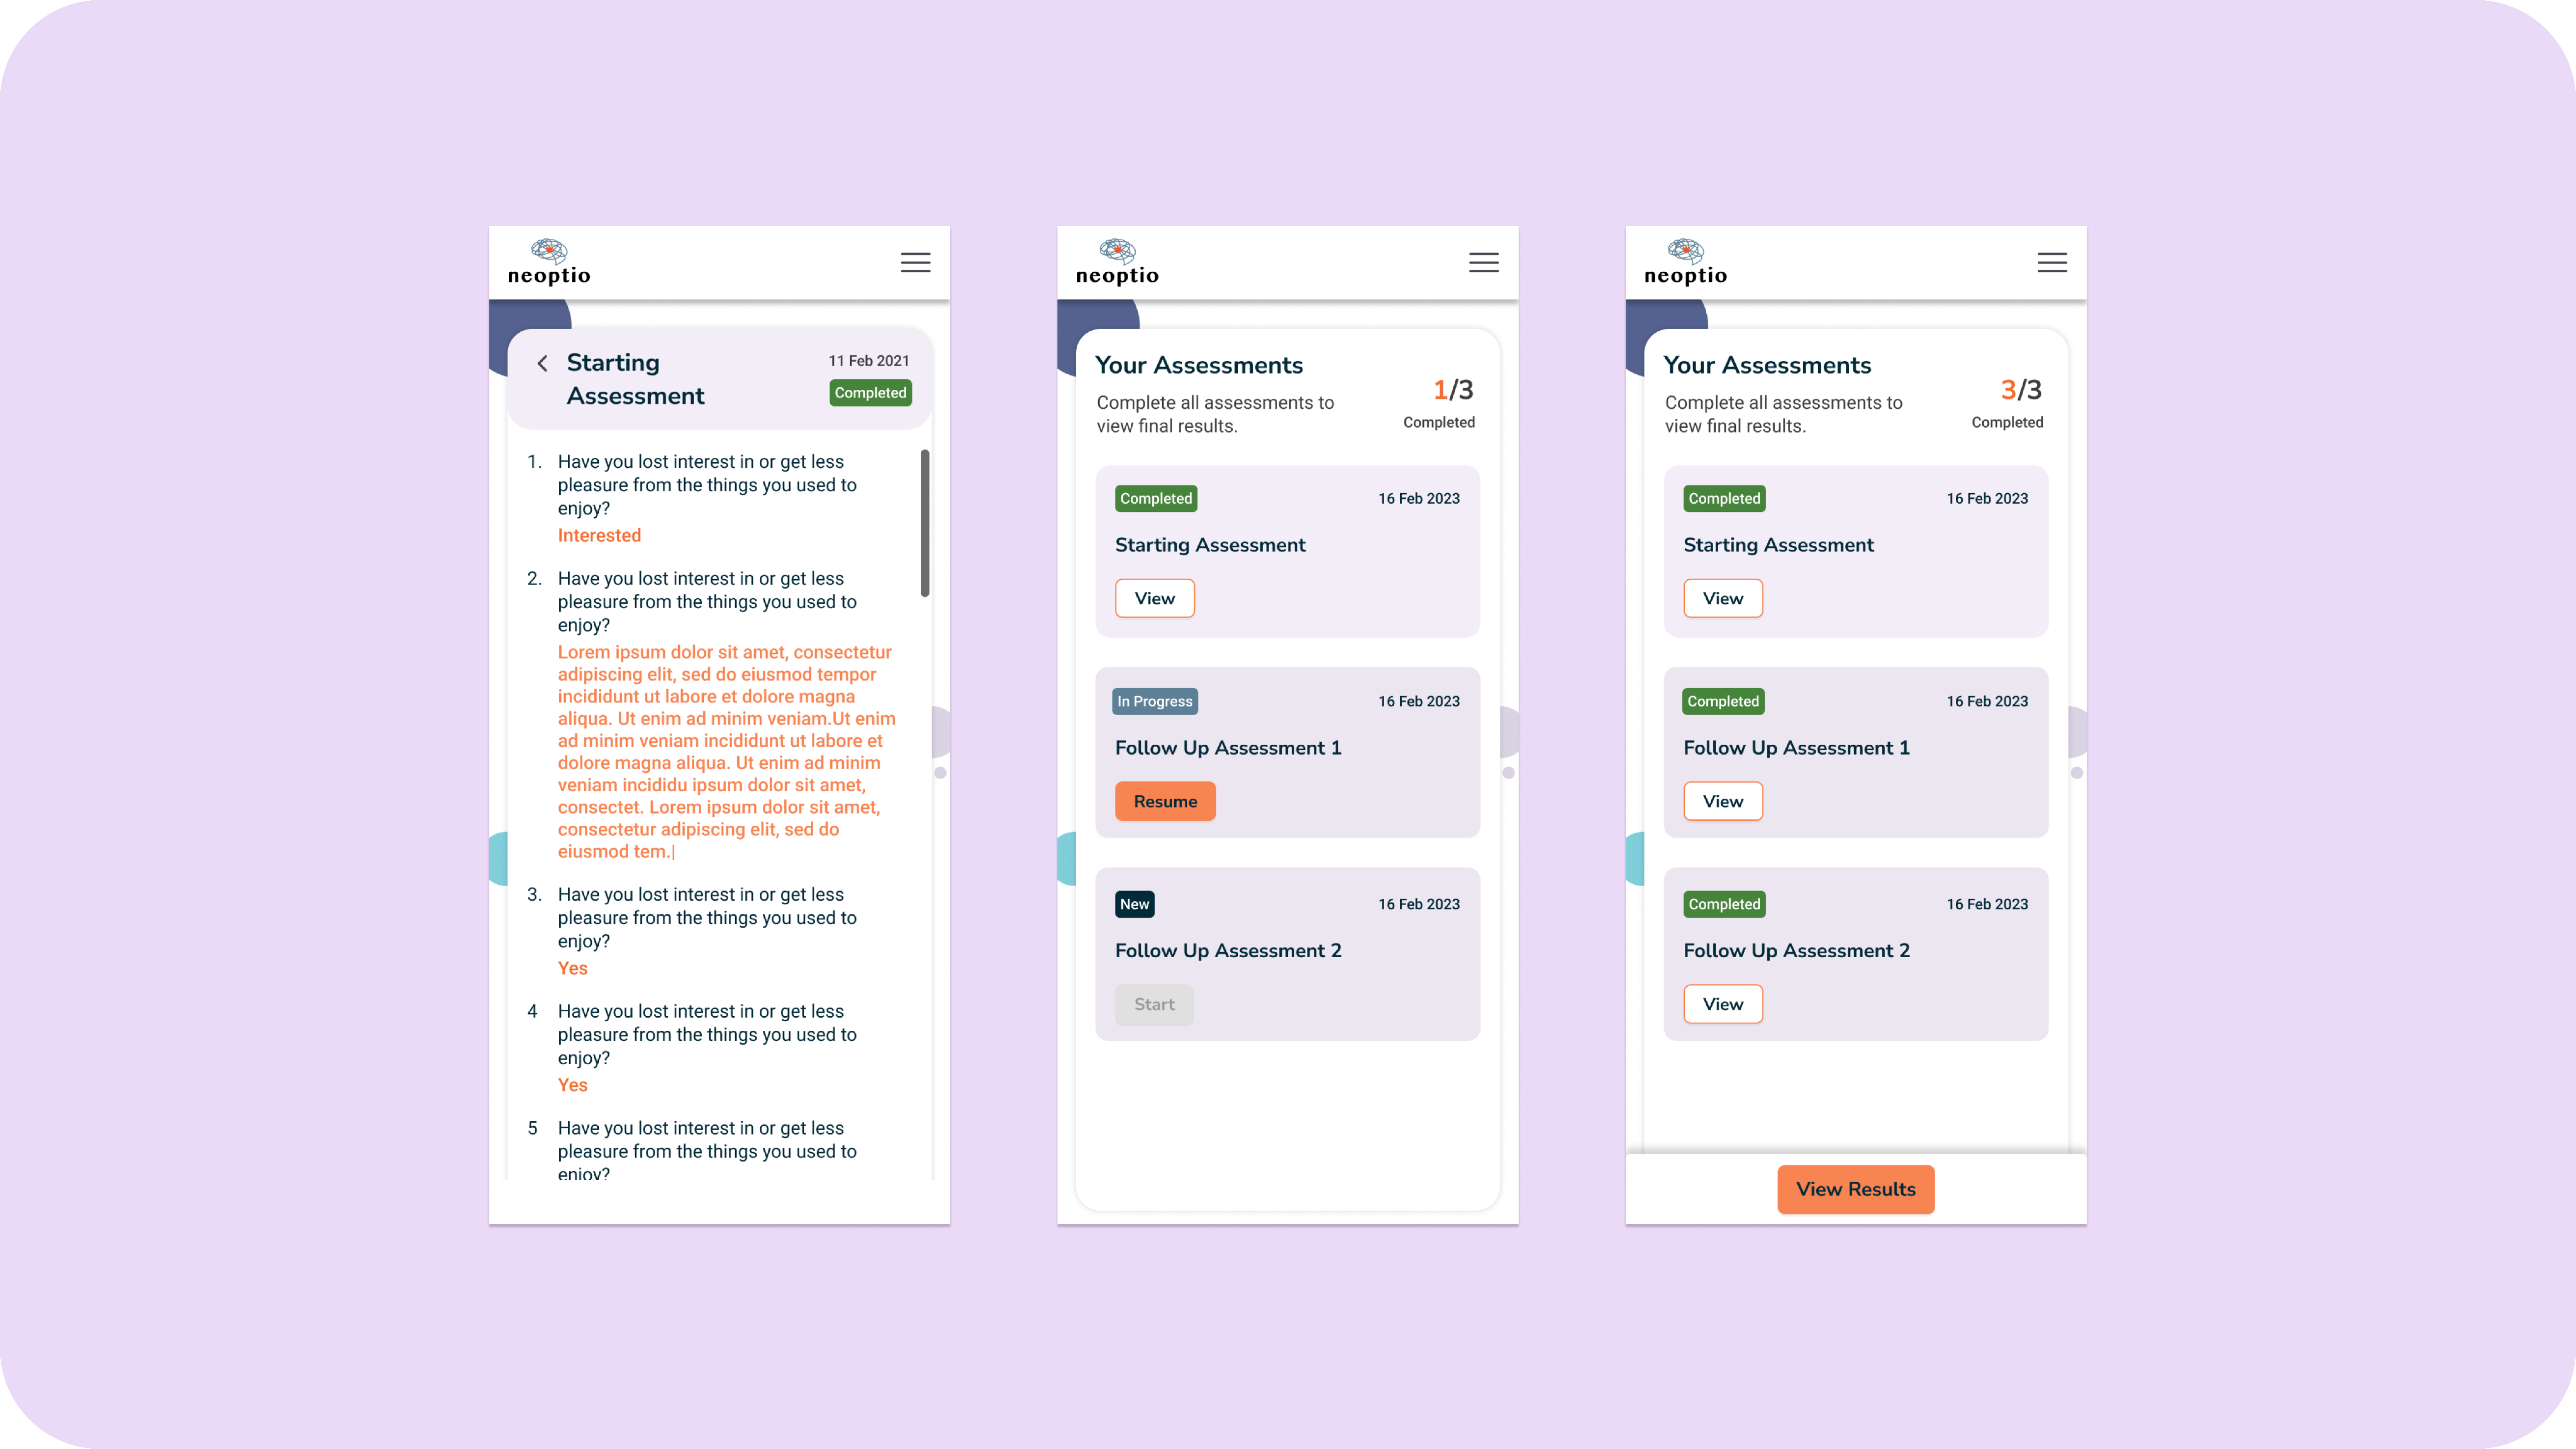 neoptio
Starting
Assessment
11 Feb 2021
Completed
1. Have you lost interest in or get less
pleasure from the things you used to
enjoy?
Interested
2. Have you lost interest in or get less
pleasure from the things you used to
enjoy?
Lorem ipsum dolor sit amet, consectetur
adipiscing elit, sed do eiusmod tempor
incididunt ut labore et dolore magna
aliqua. Ut enim ad minim veniam.Ut enim
ad minim veniam incididunt ut labore et
dolore magna aliqua. Ut enim ad minim
veniam incididu ipsum dolor sit amet,
consectet. Lorem ipsum dolor sit amet,
consectetur adipiscing elit, sed do
eiusmod tem.|
3. Have you lost interest in or get less
pleasure from the things you used to
enjoy?
Yes
4 Have you lost interest in or get less
pleasure from the things you used to
enjoy?
Yes
5 Have you lost interest in or get less
pleasure from the things you used to
enjoy?
neoptio
Your Assessments
Complete all assessments to
view final results.
1/3
Completed
Completed
16 Feb 2023
Starting Assessment
View
In Progress
16 Feb 2023
Follow Up Assessment 1
Resume
New
16 Feb 2023
Follow Up Assessment 2
Start
neoptio
Your Assessments
Complete all assessments to
view final results.
3/3
Completed
Completed
16 Feb 2023
Starting Assessment
View
Completed
16 Feb 2023
Follow Up Assessment 1
View
Completed
16 Feb 2023
Follow Up Assessment 2
View
View Results